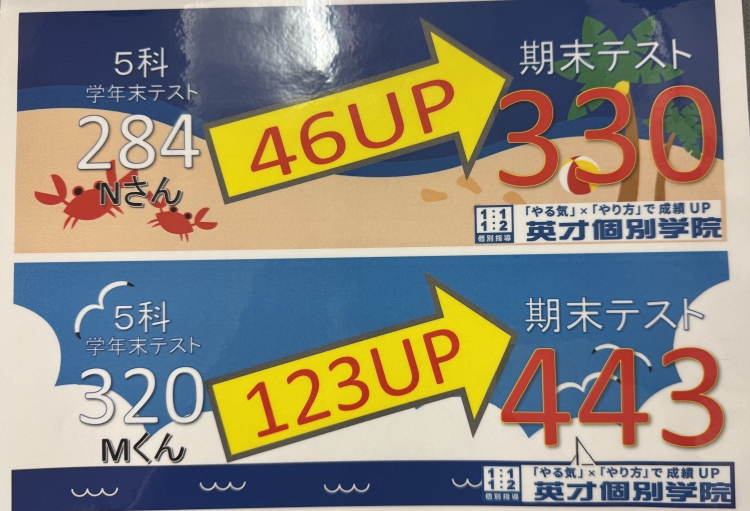 5科
学年末テスト
284
Nさん
46UP
期末テスト
330
1:1
1:2
個別指導
「やる気」×「やり方」で 成績 UP
英才個別学院
5科
学年末テスト
320
Mくん
123UP
期末テスト
443
1:1
1:2
個別指導
「やる気」×「やり方」で 成績 UP
英才個別学院